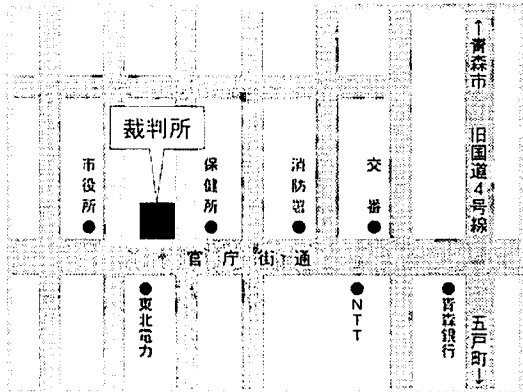 ↑青森市
旧国道4号線
五戸町↓
裁判所
市役所
保健所
消防署
交番
官庁街通
東北電力
NTT
青森銀行